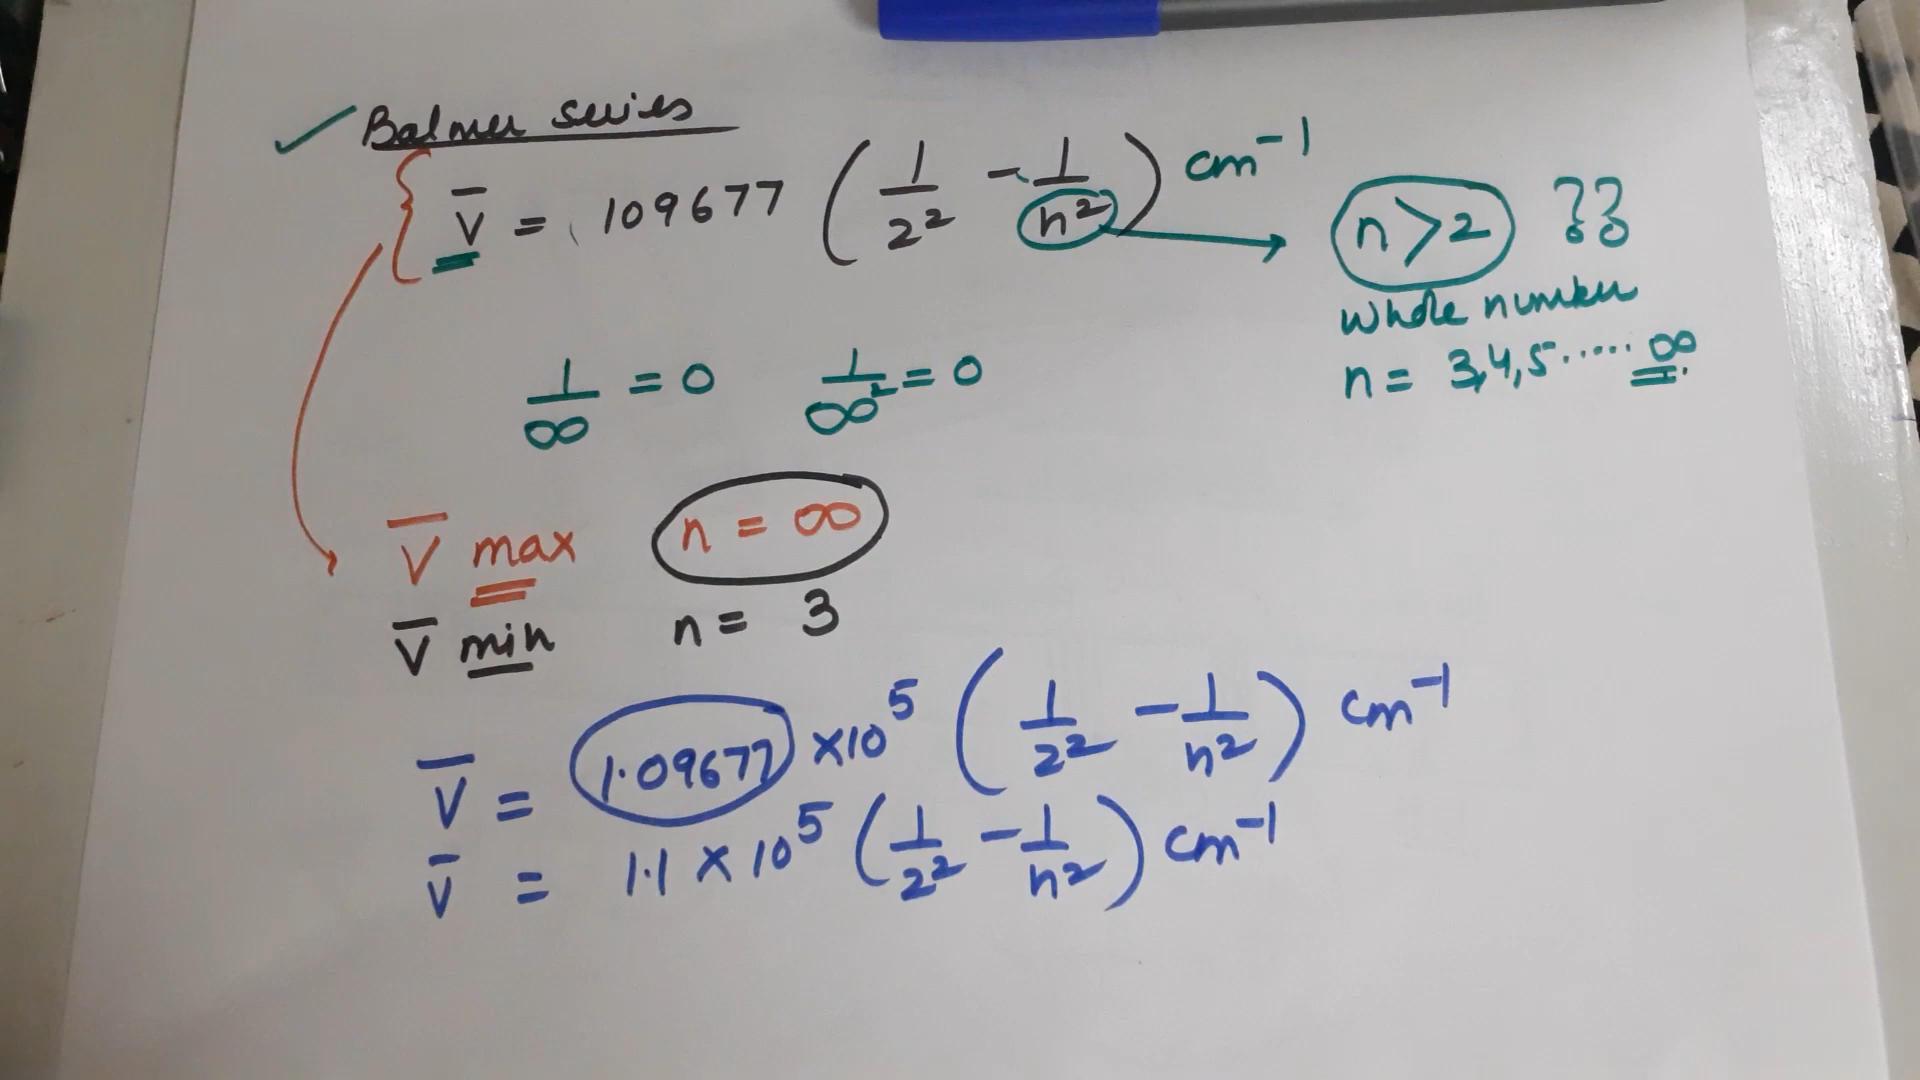 ✓ Balmer series
V̅ = 109677 ( 1/2² - 1/n² ) cm⁻¹ → n>2 ??
Whole number
n = 3,4,5..... ∞
1/∞ = 0 1/∞² = 0
V̅ max n = ∞
V̅ min n = 3
V̅ = 1.09677 ×10⁵ ( 1/2² - 1/n² ) cm⁻¹
V̅ = 1.1 × 10⁵ ( 1/2² - 1/n² ) cm⁻¹